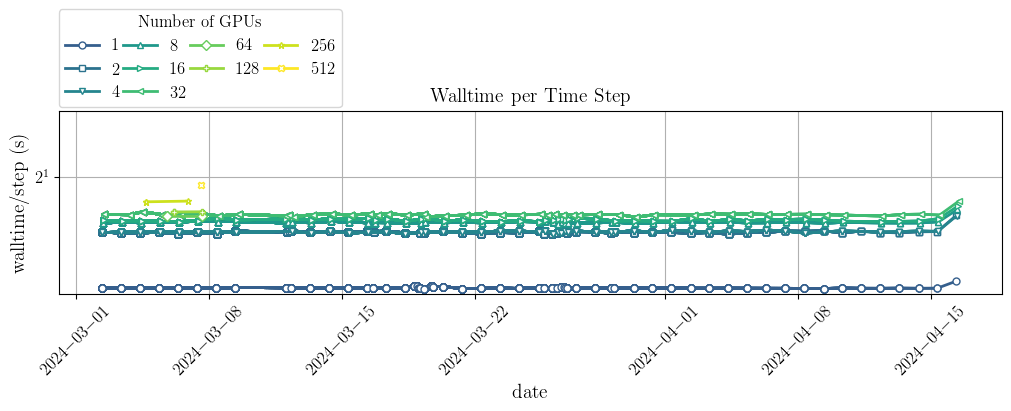 Number of GPUs
1 8 64 256
2 16 128 512
4 32
Walltime per Time Step
walltime/step (s)
2¹
2024−03−01 2024−03−08 2024−03−15 2024−03−22 2024−04−01 2024−04−08 2024−04−15
date